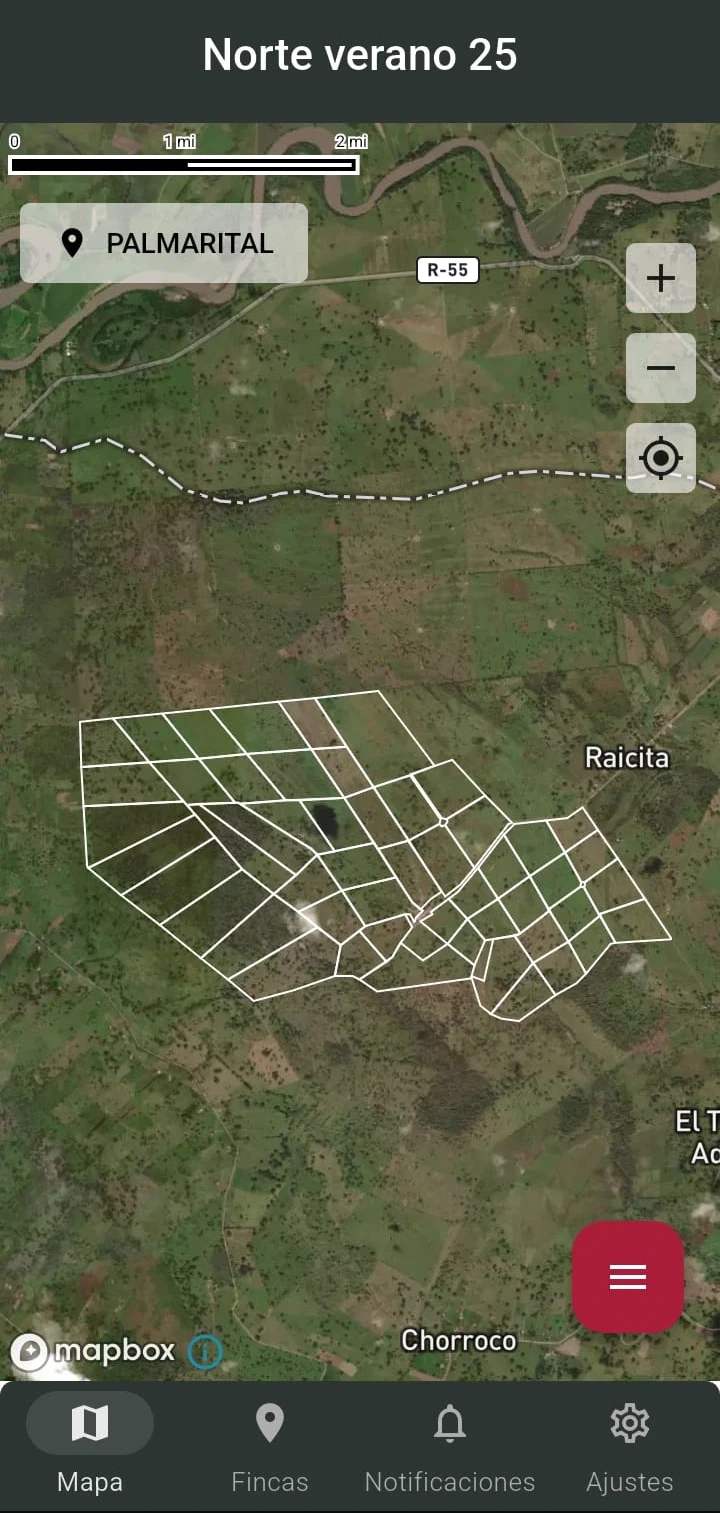 Norte verano 25
0 1 mi 2 mi
PALMARITAL
R-55
Raicita
El T
Ac
Chorroco
mapbox
Mapa Fincas Notificaciones Ajustes